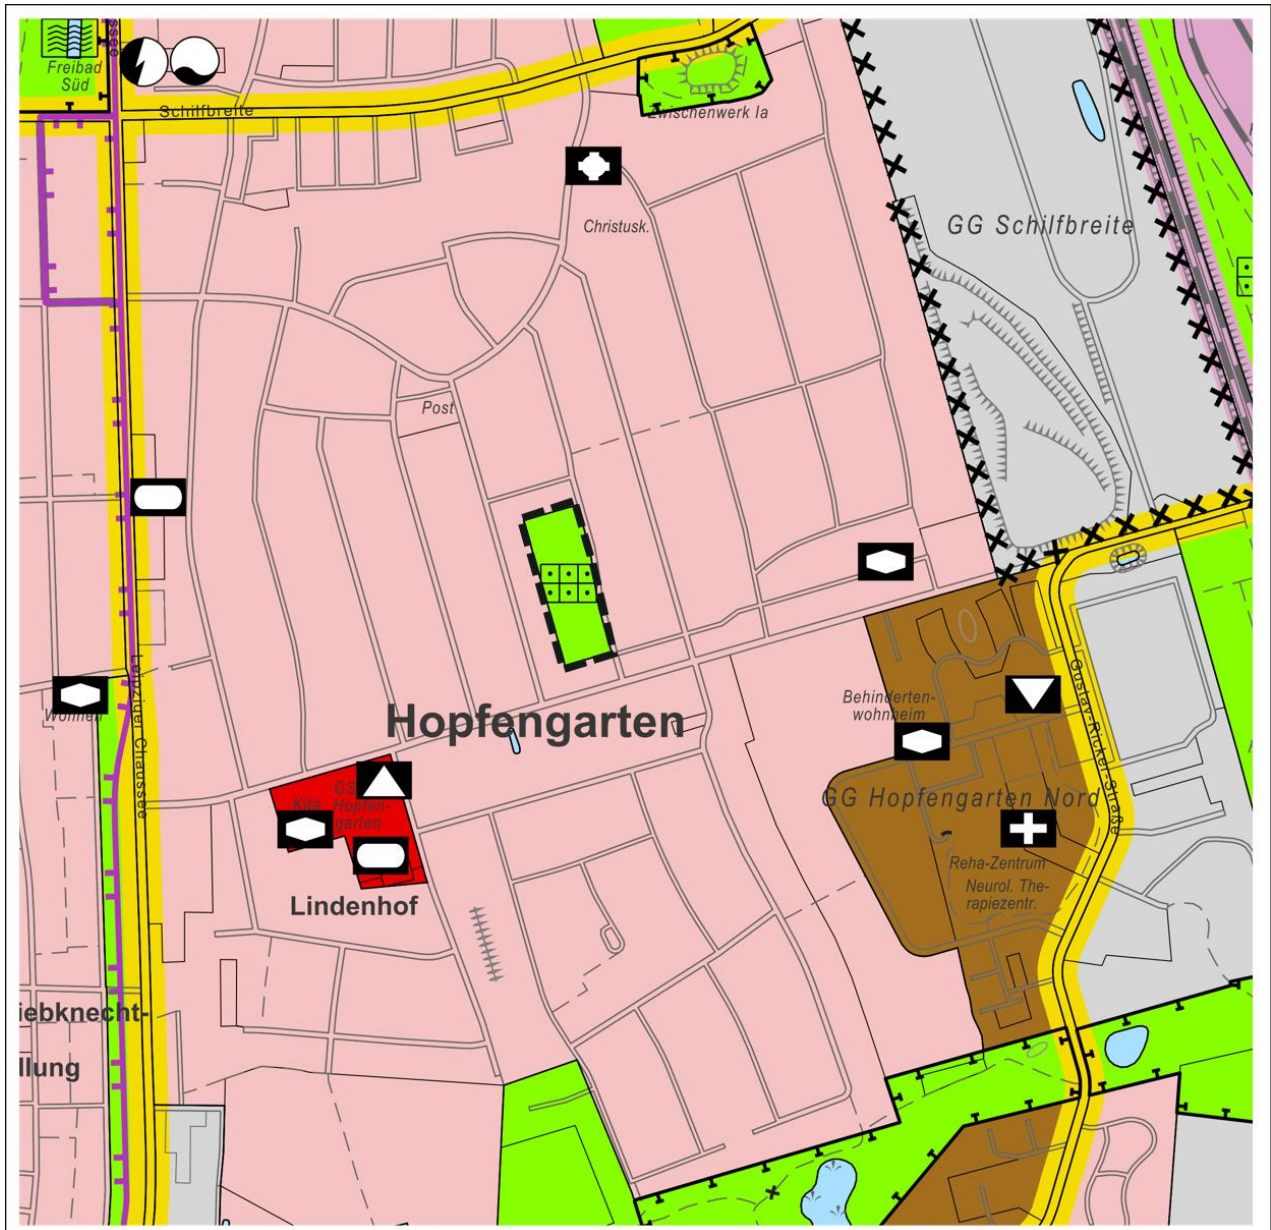 Freibad
Süd
Schilfbreite
Zwischenwerk Ia
Christusk.
GG Schilfbreite
Post
Leipziger Chaussee
Wohnen
Hopfengarten
Behinderten-
wohnheim
Gustav-Ricker-Straße
GG Hopfengarten Nord
GS
Kita
Hopfen-
garten
Reha-Zentrum
Neurol. The-
rapiezentr.
Lindenhof
iebknecht-
llung